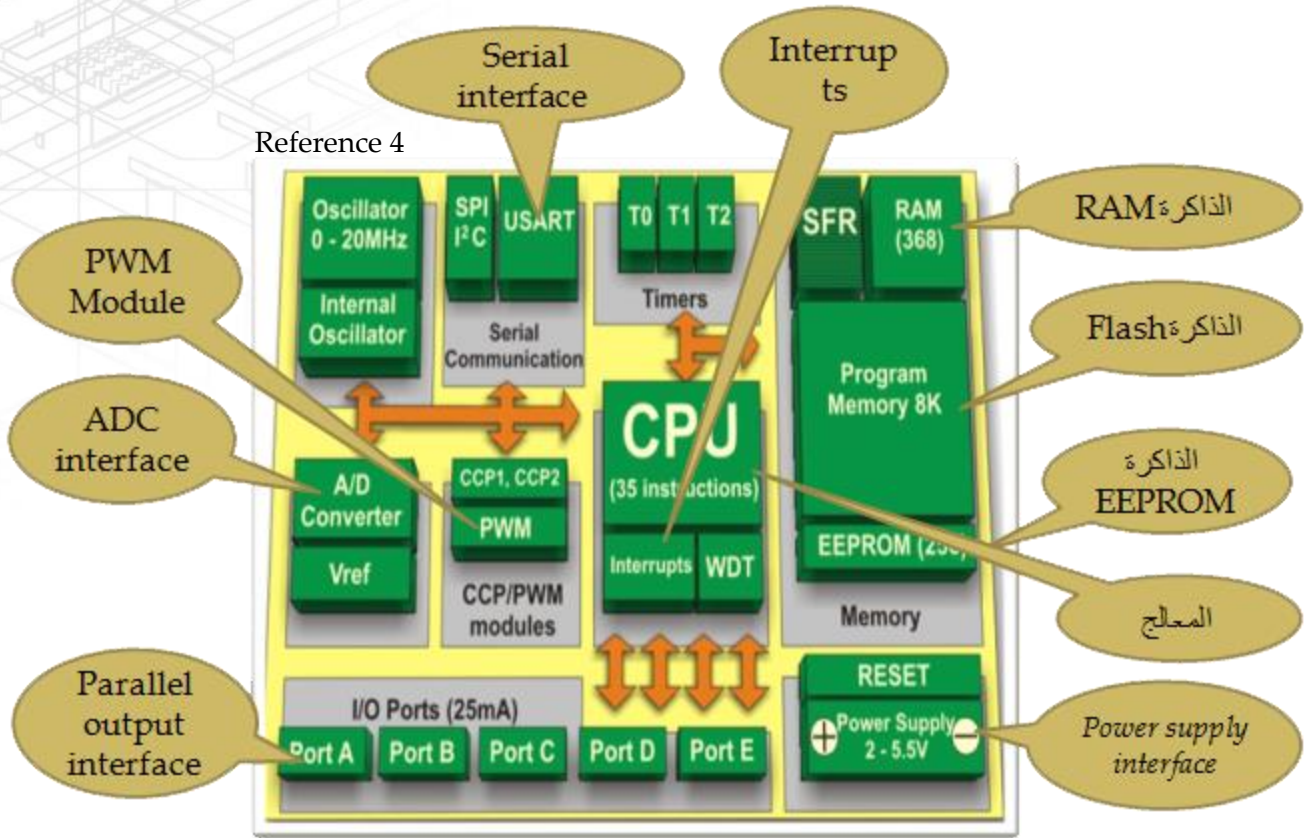 Serial
interface
Interrup
ts
Reference 4
PWM
Module
ADC
interface
Parallel
output
interface
الذاكرة RAM
الذاكرة Flash
الذاكرة
EEPROM
المعالج
Power supply
interface
Oscillator
0 - 20MHz
Internal
Oscillator
SPI
I²C
USART
Serial
Communication
T0 T1 T2
Timers
SFR
RAM
(368)
Program
Memory 8K
EEPROM
Memory
CPU
(35 instructions)
Interrupts
WDT
A/D
Converter
Vref
CCP1, CCP2
PWM
CCP/PWM
modules
I/O Ports (25mA)
Port A
Port B
Port C
Port D
Port E
RESET
+ Power Supply -
2 - 5.5V